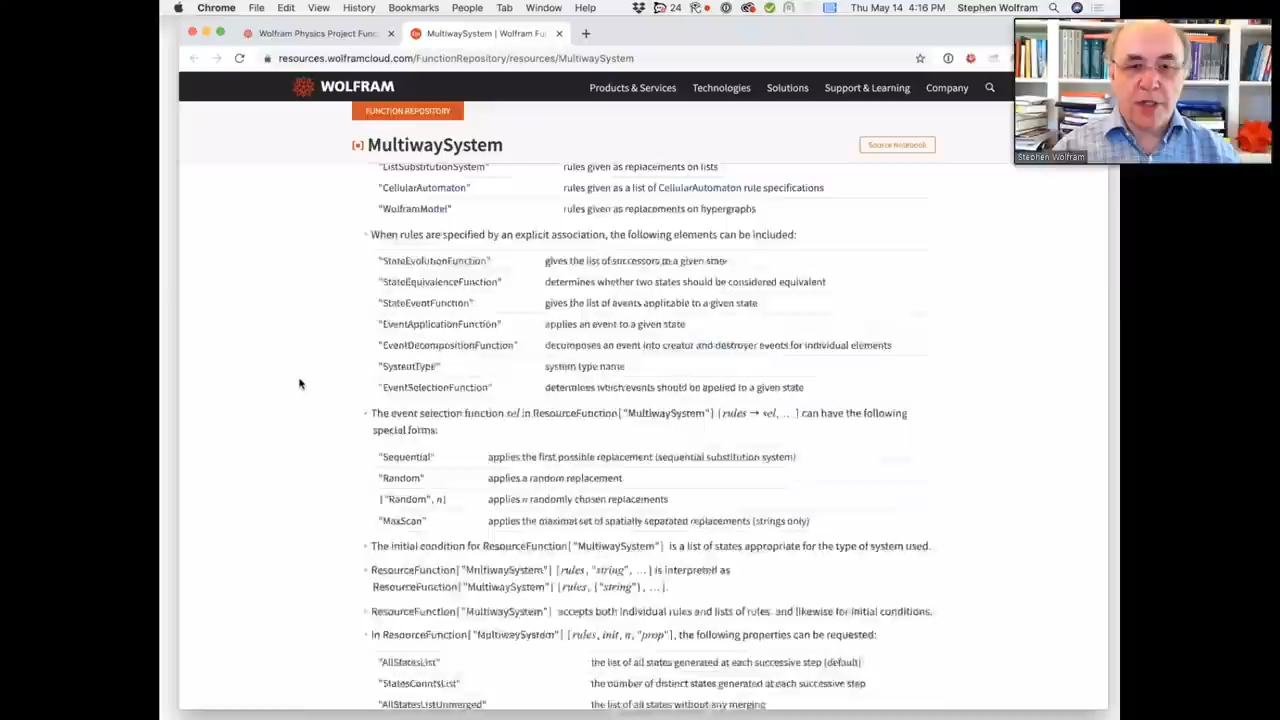 Chrome File Edit View History Bookmarks People Tab Window Help 24 Thu May 14 4:16 PM Stephen Wolfram
Wolfram Physics Project Func
MultiwaySystem | Wolfram Fu
resources.wolframcloud.com/FunctionRepository/resources/MultiwaySystem
WOLFRAM Products & Services Technologies Solutions Support & Learning Company
FUNCTION REPOSITORY
MultiwaySystem
Source Notebook
Stephen Wolfram
"ListSubstitutionSystem" rules given as replacements on lists
"CellularAutomaton" rules given as a list of CellularAutomaton rule specifications
"WolframModel" rules given as replacements on hypergraphs
When rules are specified by an explicit association, the following elements can be included:
"StateEvolutionFunction" gives the list of successors to a given state
"StateEquivalenceFunction" determines whether two states should be considered equivalent
"StateEventFunction" gives the list of events applicable to a given state
"EventApplicationFunction" applies an event to a given state
"EventDecompositionFunction" decomposes an event into creator and destroyer events for individual elements
"SystemType" system type name
"EventSelectionFunction" determines which events should be applied to a given state
The event selection function sel in ResourceFunction["MultiwaySystem"] [rules → sel, ...] can have the following
special forms:
"Sequential" applies the first possible replacement (sequential substitution system)
"Random" applies a random replacement
{"Random", n} applies n randomly chosen replacements
"MaxScan" applies the maximal set of spatially separated replacements (strings only)
The initial condition for ResourceFunction["MultiwaySystem"] is a list of states appropriate for the type of system used.
ResourceFunction["MultiwaySystem"] [rules, "string", ...] is interpreted as
ResourceFunction["MultiwaySystem"] [rules, {"string"}, ...].
ResourceFunction["MultiwaySystem"] accepts both individual rules and lists of rules, and likewise for initial conditions.
In ResourceFunction["MultiwaySystem"] [rules, init, n, "prop"], the following properties can be requested:
"AllStatesList" the list of all states generated at each successive step (default)
"StatesCountsList" the number of distinct states generated at each successive step
"AllStatesListUnmerged" the list of all states without any merging